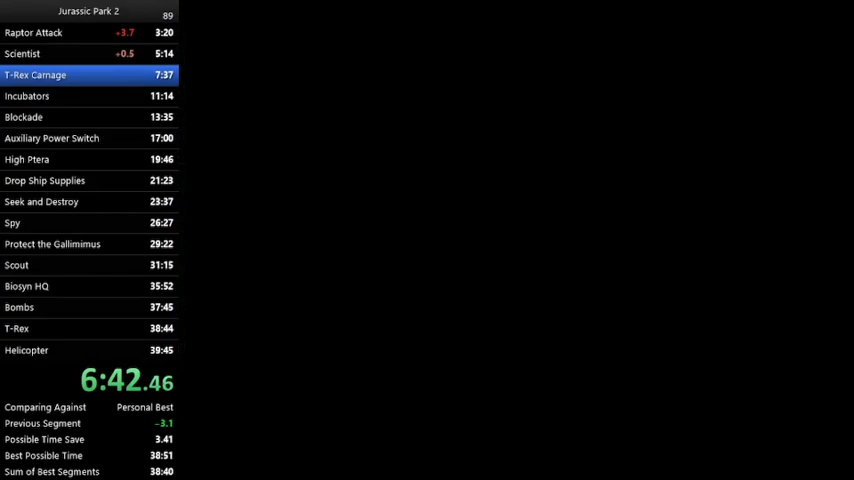 Jurassic Park 2
89
Raptor Attack +3.7 3:20
Scientist +0.5 5:14
T-Rex Carnage 7:37
Incubators 11:14
Blockade 13:35
Auxiliary Power Switch 17:00
High Ptera 19:46
Drop Ship Supplies 21:23
Seek and Destroy 23:37
Spy 26:27
Protect the Gallimimus 29:22
Scout 31:15
Biosyn HQ 35:52
Bombs 37:45
T-Rex 38:44
Helicopter 39:45
6:42.46
Comparing Against Personal Best
Previous Segment −3.1
Possible Time Save 3.41
Best Possible Time 38:51
Sum of Best Segments 38:40